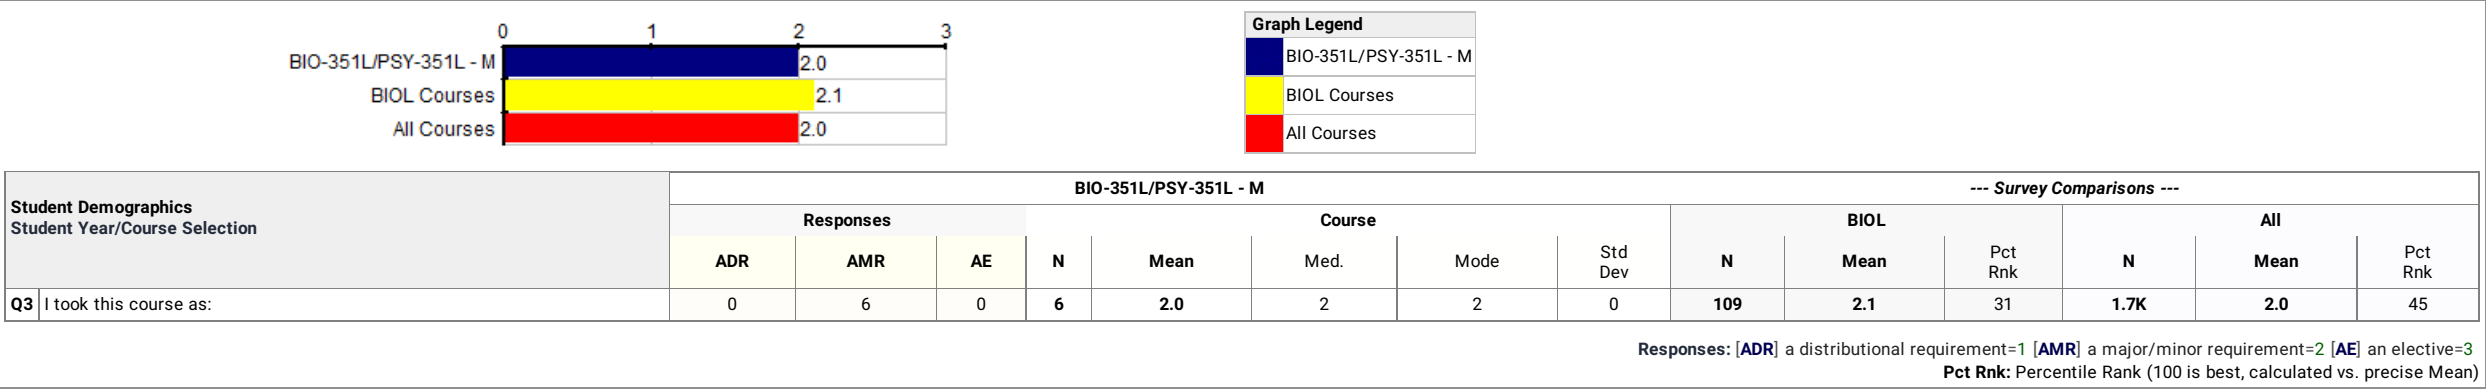 0 1 2 3
BIO-351L/PSY-351L - M 2.0
BIOL Courses 2.1
All Courses 2.0
Graph Legend
BIO-351L/PSY-351L - M
BIOL Courses
All Courses
Student Demographics
Student Year/Course Selection
BIO-351L/PSY-351L - M --- Survey Comparisons ---
Responses Course BIOL All
ADR AMR AE N Mean Med. Mode Std Dev N Mean Pct Rnk N Mean Pct Rnk
Q3 I took this course as: 0 6 0 6 2.0 2 2 0 109 2.1 31 1.7K 2.0 45
Responses: [ADR] a distributional requirement=1 [AMR] a major/minor requirement=2 [AE] an elective=3
Pct Rnk: Percentile Rank (100 is best, calculated vs. precise Mean)